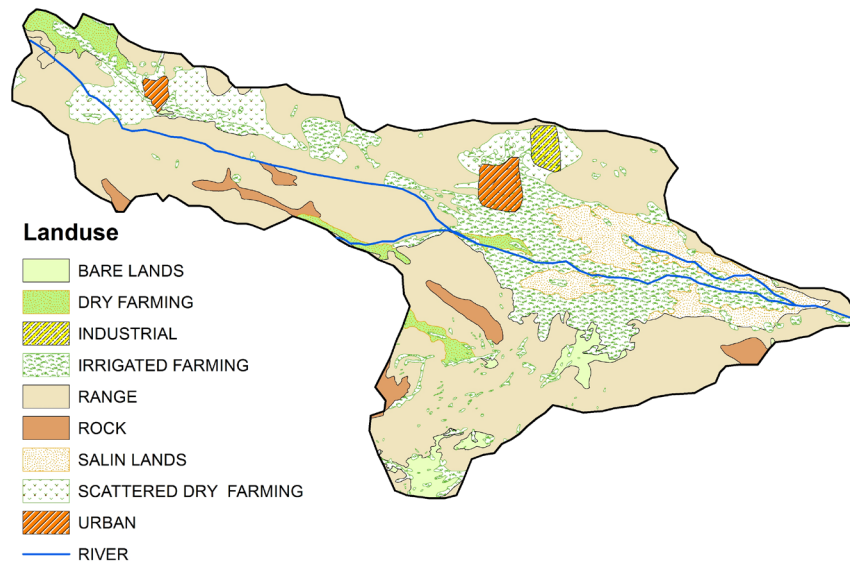 Landuse
BARE LANDS
DRY FARMING
INDUSTRIAL
IRRIGATED FARMING
RANGE
ROCK
SALIN LANDS
SCATTERED DRY FARMING
URBAN
RIVER